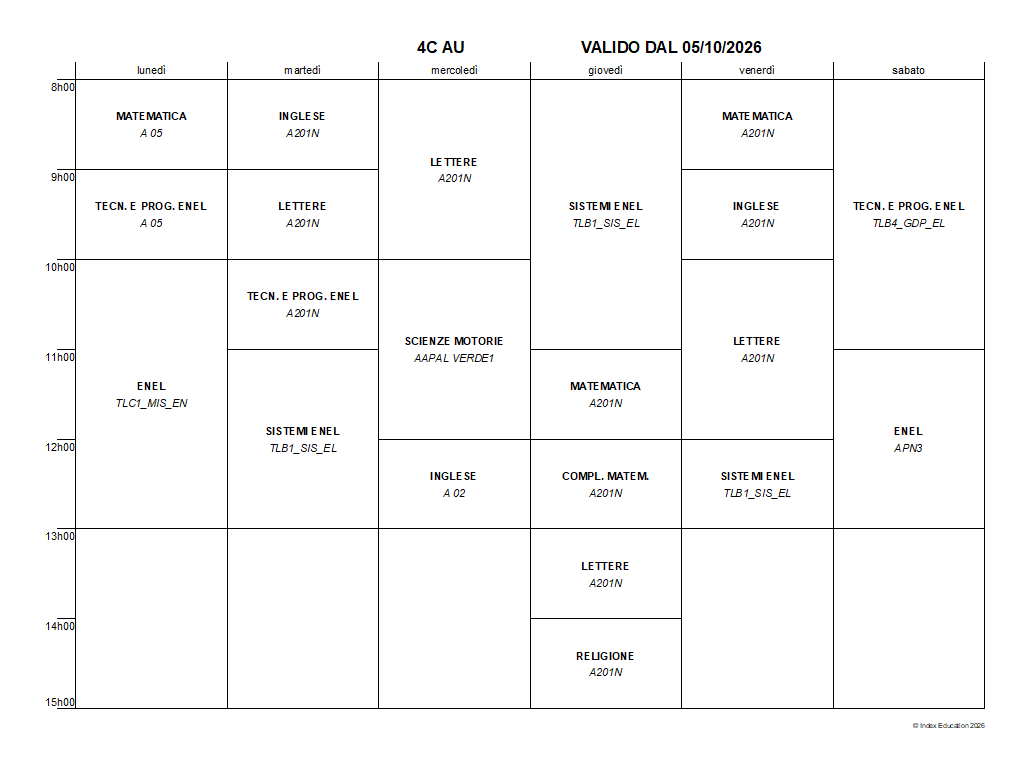 4C AU VALIDO DAL 05/10/2026
lunedì martedì mercoledì giovedì venerdì sabato
8h00
MATEMATICA INGLESE MATEMATICA
A 05 A201N A201N
LETTERE
9h00
A201N
TECN. E PROG. ENEL LETTERE SISTEMI ENEL INGLESE TECN. E PROG. ENEL
A 05 A201N TLB1_SIS_EL A201N TLB4_GDP_EL
10h00
TECN. E PROG. ENEL
A201N
SCIENZE MOTORIE LETTERE
11h00
AAPAL VERDE1 A201N
ENEL MATEMATICA
TLC1_MIS_EN A201N
SISTEMI ENEL ENEL
12h00
TLB1_SIS_EL APN3
INGLESE COMPL. MATEM. SISTEMI ENEL
A 02 A201N TLB1_SIS_EL
13h00
LETTERE
A201N
14h00
RELIGIONE
A201N
15h00
© Index Education 2026